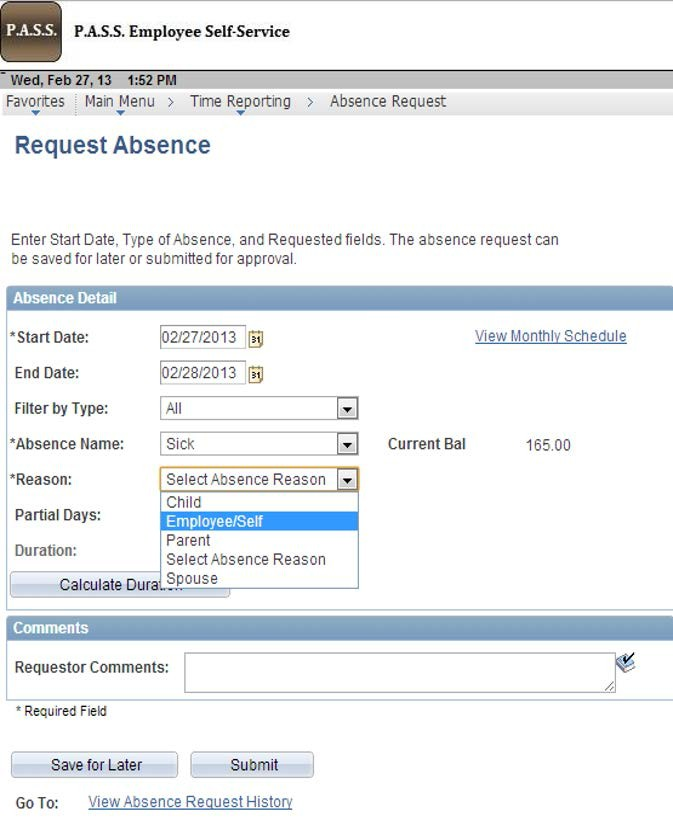 P.A.S.S. P.A.S.S. Employee Self-Service
Wed, Feb 27, 13 1:52 PM
Favorites Main Menu > Time Reporting > Absence Request
Request Absence
Enter Start Date, Type of Absence, and Requested fields. The absence request can
be saved for later or submitted for approval.
Absence Detail
*Start Date: 02/27/2013 31 View Monthly Schedule
End Date: 02/28/2013 31
Filter by Type: All
*Absence Name: Sick Current Bal 165.00
*Reason: Select Absence Reason
Child
Employee/Self
Partial Days:
Parent
Select Absence Reason
Duration:
Spouse
Calculate
Comments
Requestor Comments:
* Required Field
Save for Later Submit
Go To: View Absence Request History